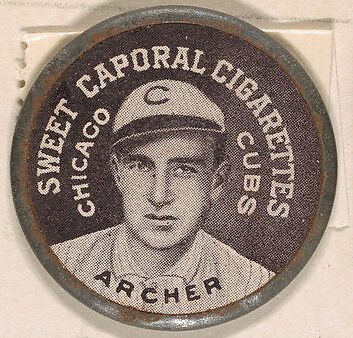 SWEET CAPORAL CIGARETTES
CHICAGO
CUBS
C
ARCHER